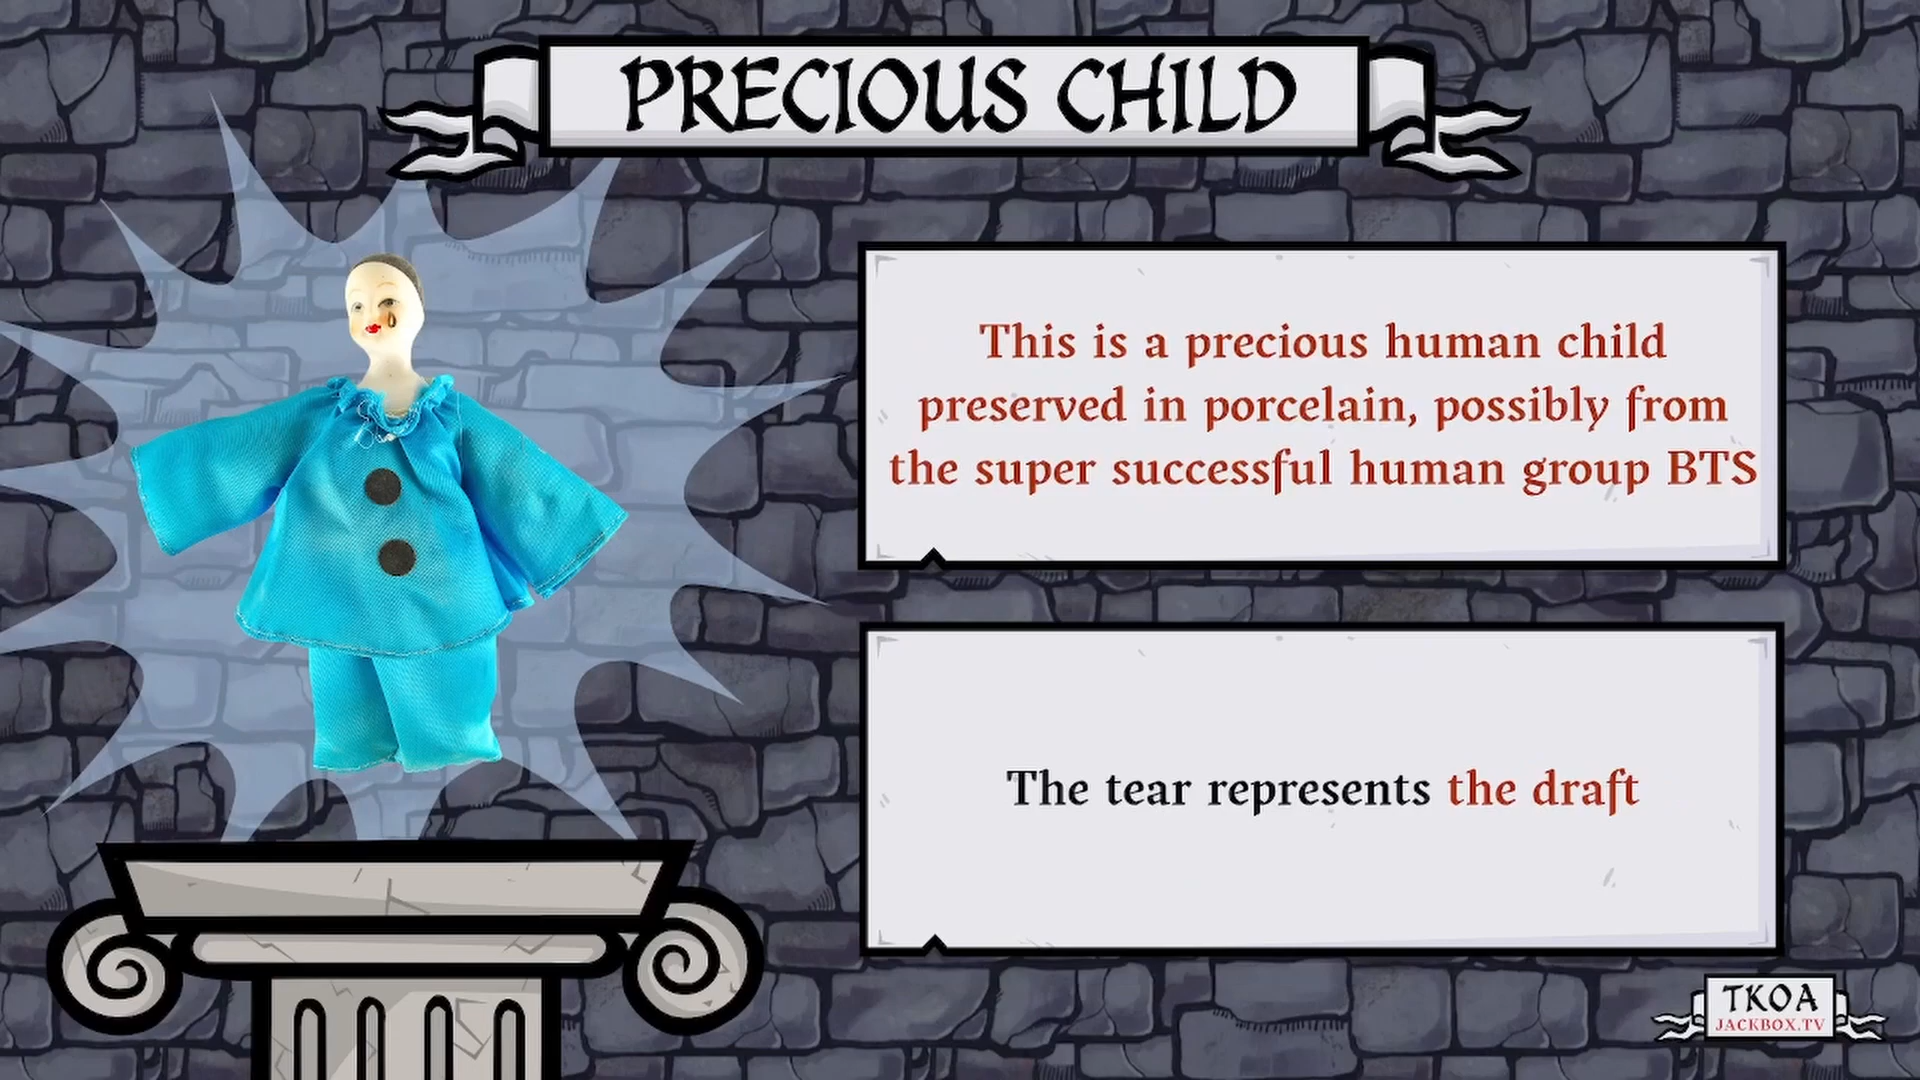 PRECIOUS CHILD
This is a precious human child
preserved in porcelain, possibly from
the super successful human group BTS
The tear represents the draft
TKOA
JACKBOX.TV